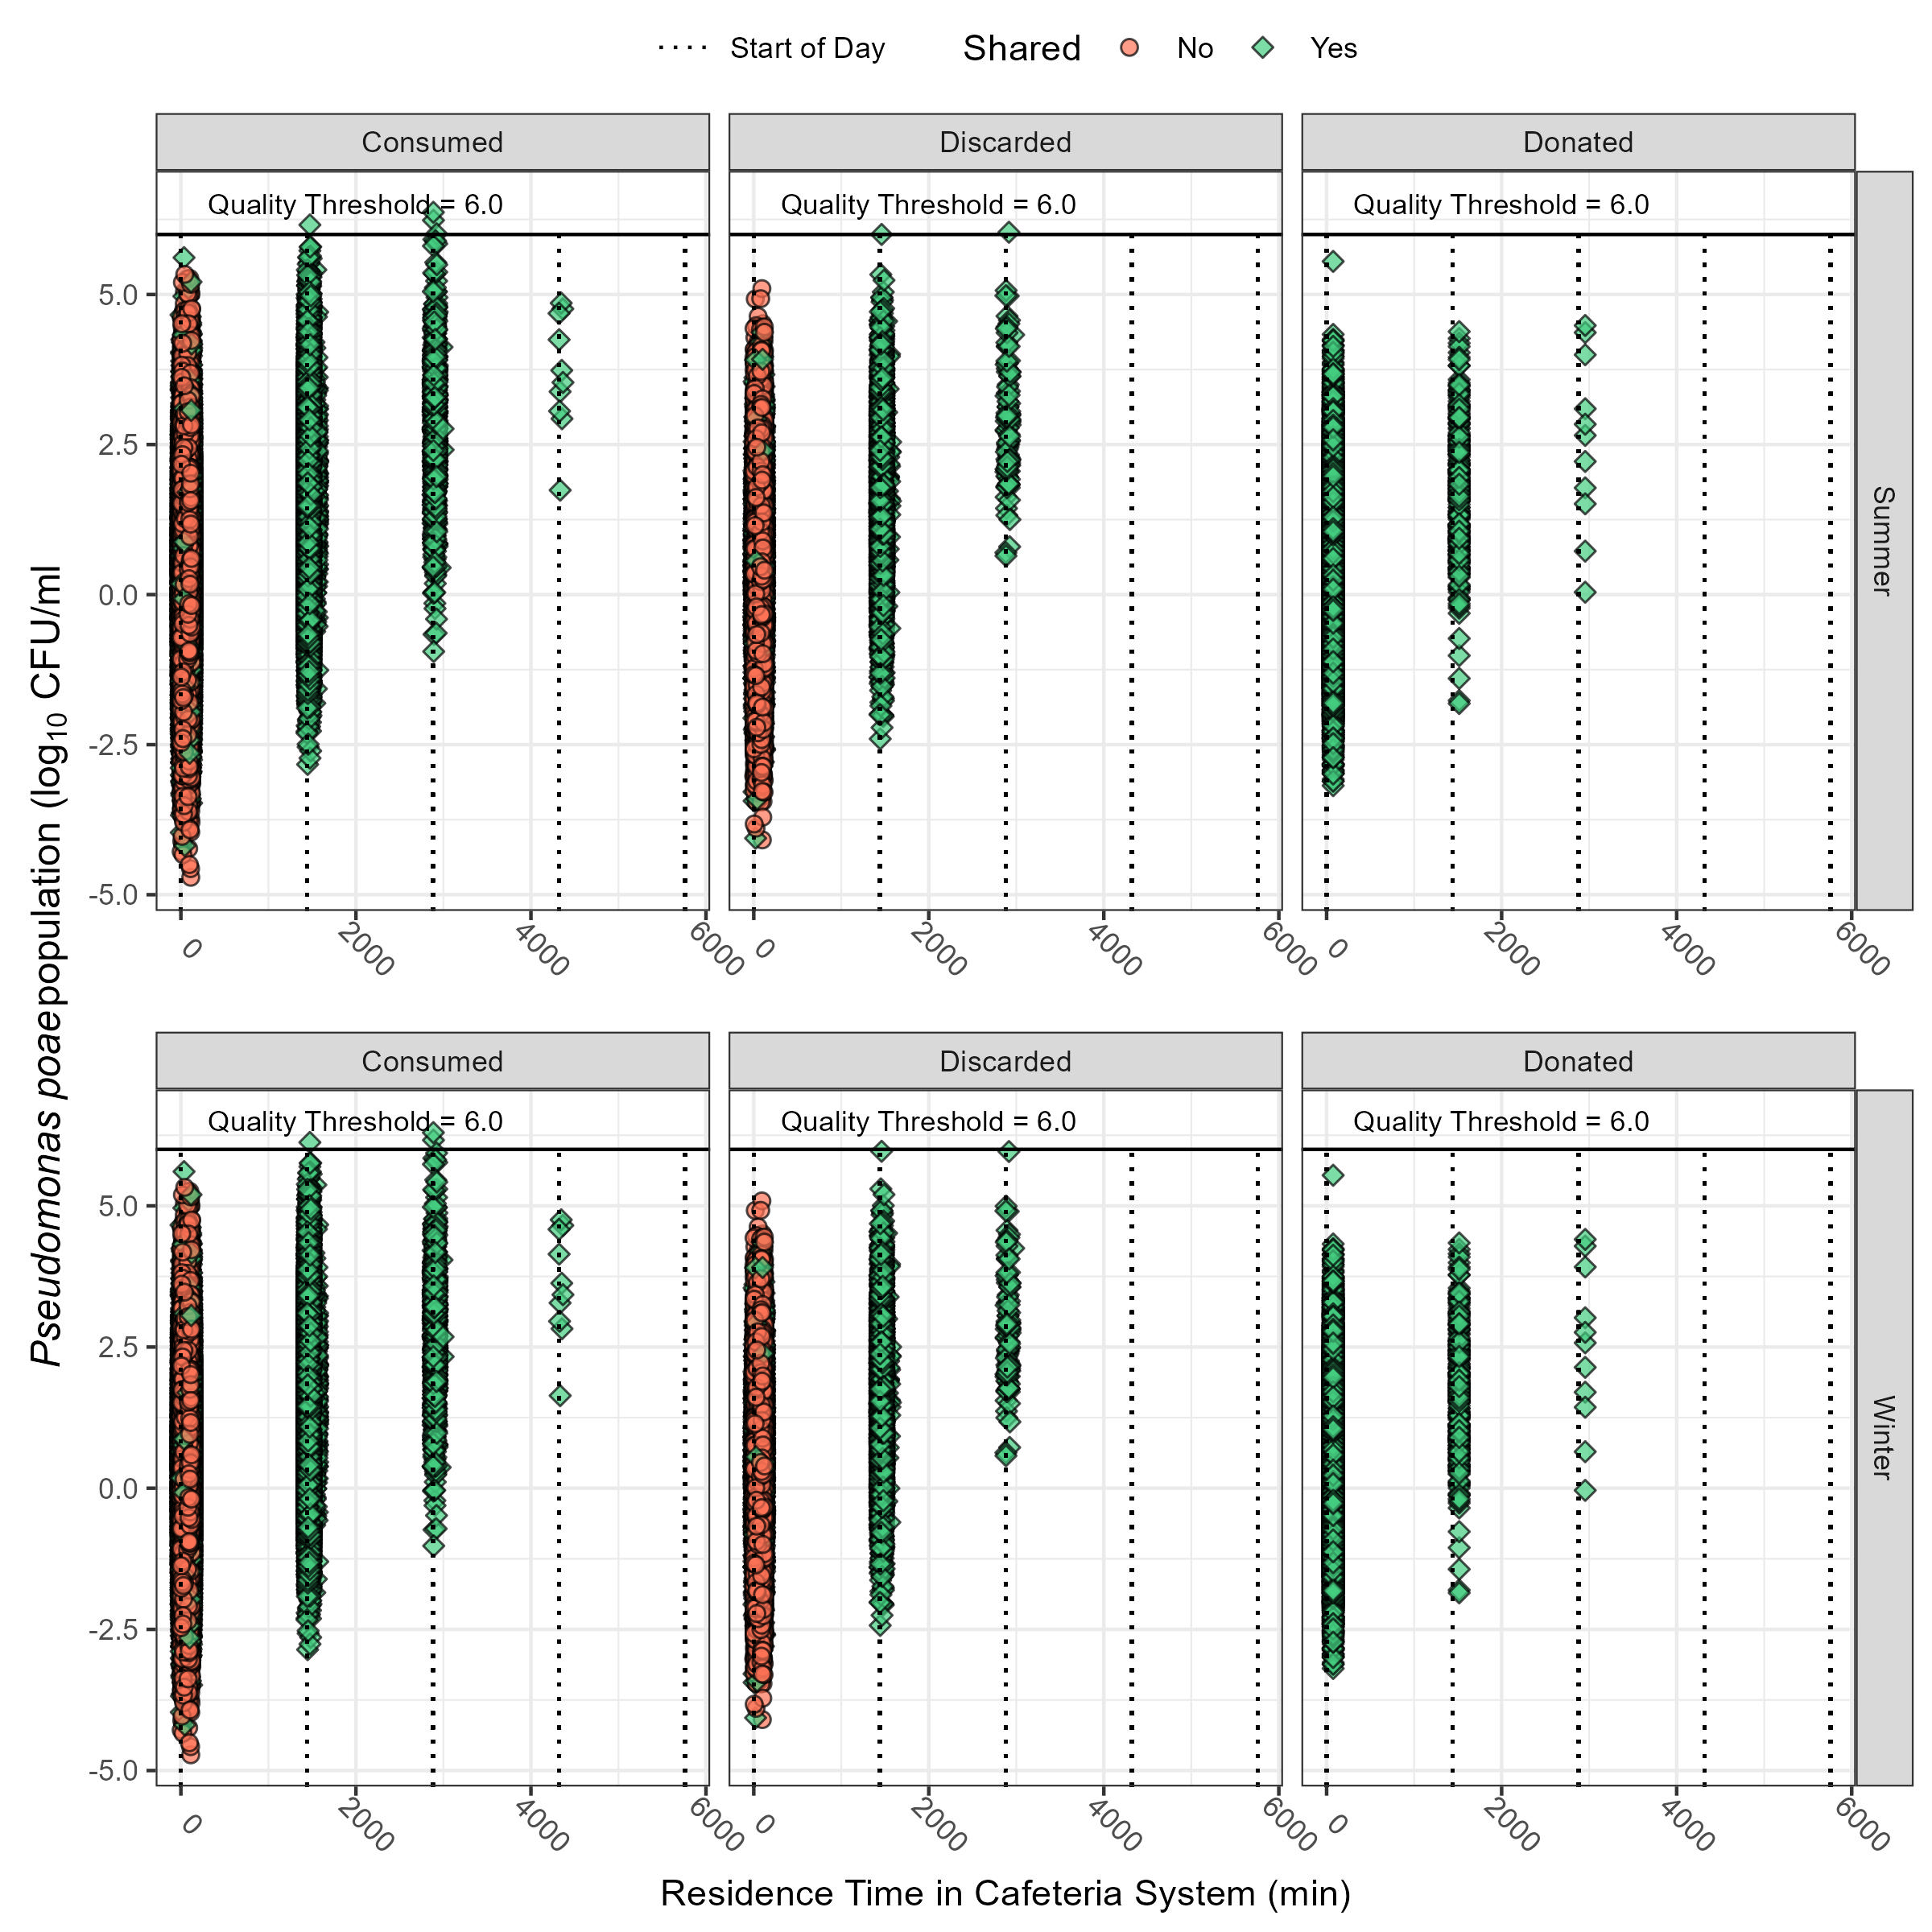 Start of Day Shared No Yes
Consumed Discarded Donated
Quality Threshold = 6.0 Quality Threshold = 6.0 Quality Threshold = 6.0
5.0
2.5
0.0
-2.5
-5.0
Summer
0 2000 4000 6000 0 2000 4000 6000 0 2000 4000 6000
Pseudomonas poae population (log₁₀ CFU/ml
Consumed Discarded Donated
Quality Threshold = 6.0 Quality Threshold = 6.0 Quality Threshold = 6.0
5.0
2.5
0.0
-2.5
-5.0
Winter
0 2000 4000 6000 0 2000 4000 6000 0 2000 4000 6000
Residence Time in Cafeteria System (min)